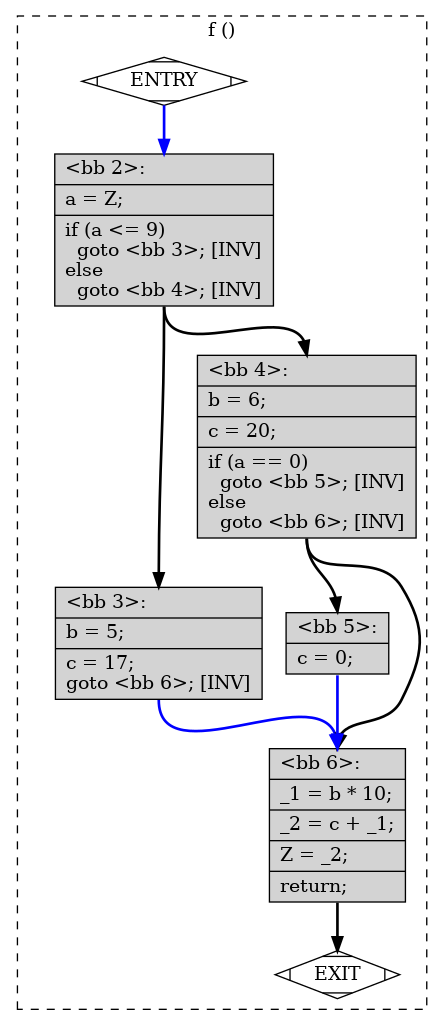 f ()
ENTRY
<bb 2>:
a = Z;
if (a <= 9)
  goto <bb 3>; [INV]
else
  goto <bb 4>; [INV]
<bb 4>:
b = 6;
c = 20;
if (a == 0)
  goto <bb 5>; [INV]
else
  goto <bb 6>; [INV]
<bb 3>:
b = 5;
c = 17;
goto <bb 6>; [INV]
<bb 5>:
c = 0;
<bb 6>:
_1 = b * 10;
_2 = c + _1;
Z = _2;
return;
EXIT